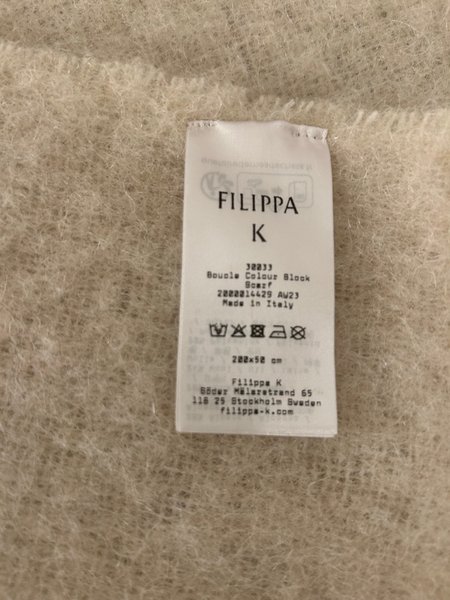 FILIPPA
K
30033
Boucle Colour Block
Scarf
2000014429 AW23
Made in Italy
200x50 cm
Filippa K
Söder Mälarstrand 65
118 25 Stockholm Sweden
filippa-k.com